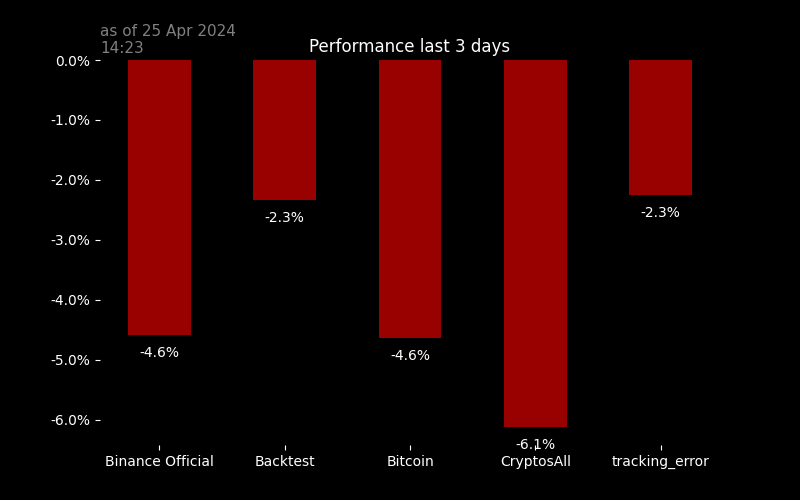 as of 25 Apr 2024
14:23
Performance last 3 days
0.0%
-1.0%
-2.0%
-3.0%
-4.0%
-5.0%
-6.0%
-4.6%
-2.3%
-4.6%
-6.1%
-2.3%
Binance Official
Backtest
Bitcoin
CryptosAll
tracking_error